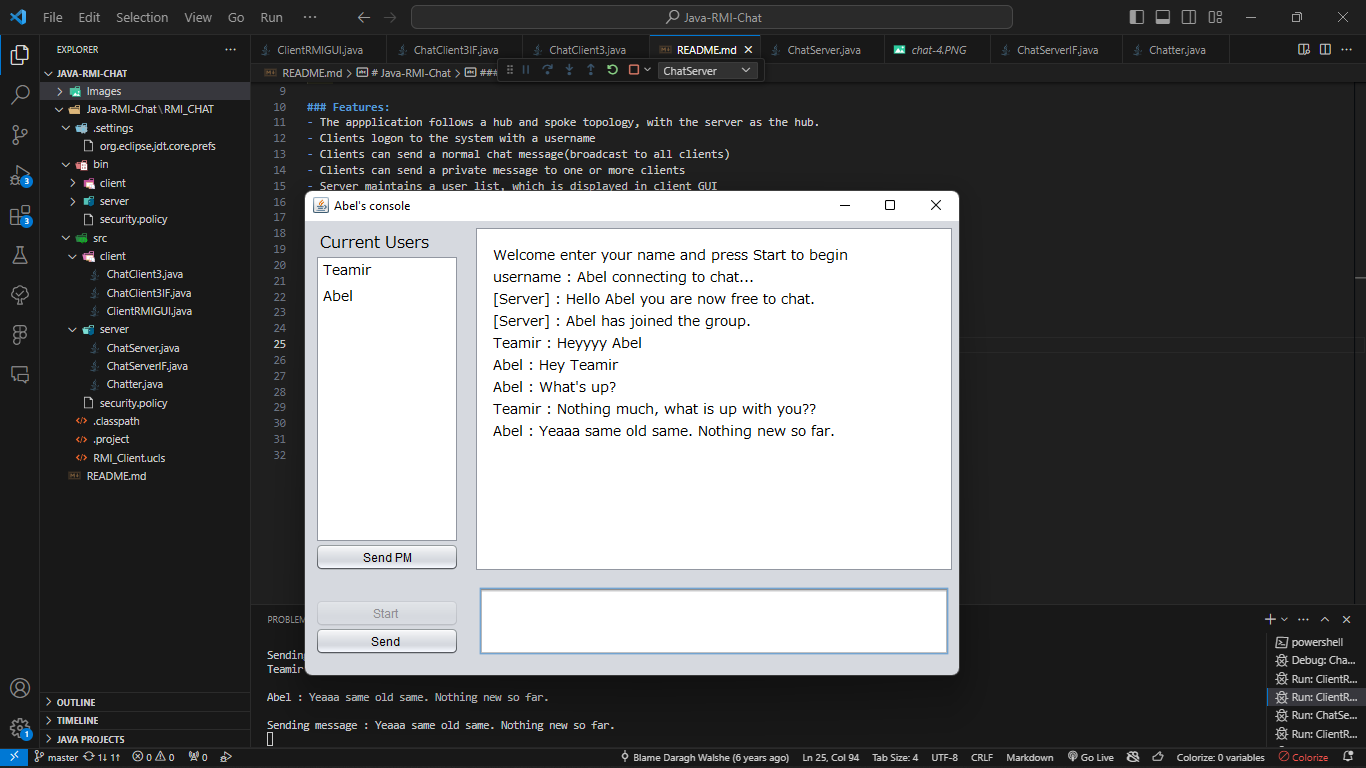 File Edit Selection View Go Run ··· Java-RMI-Chat
EXPLORER ···
ClientRMIGUI.java ChatClient3IF.java ChatClient3.java README.md ChatServer.java chat-4.PNG ChatServerIF.java Chatter.java
README.md > # Java-RMI-Chat > ###
ChatServer
JAVA-RMI-CHAT
Images
Java-RMI-Chat \ RMI_CHAT
.settings
org.eclipse.jdt.core.prefs
bin
client
server
security.policy
src
client
ChatClient3.java
ChatClient3IF.java
ClientRMIGUI.java
server
ChatServer.java
ChatServerIF.java
Chatter.java
security.policy
.classpath
.project
RMI_Client.ucls
README.md
OUTLINE
TIMELINE
JAVA PROJECTS
9
10 ### Features:
11 - The appplication follows a hub and spoke topology, with the server as the hub.
12 - Clients logon to the system with a username
13 - Clients can send a normal chat message(broadcast to all clients)
14 - Clients can send a private message to one or more clients
15 - Server maintains a user list, which is displayed in client GUI
16
17
18
19
20
21
22
23
24
25
26
27
28
29
30
31
32
Abel's console
Current Users
Teamir
Abel
Send PM
Start
Send
Welcome enter your name and press Start to begin
username : Abel connecting to chat...
[Server] : Hello Abel you are now free to chat.
[Server] : Abel has joined the group.
Teamir : Heyyyy Abel
Abel : Hey Teamir
Abel : What's up?
Teamir : Nothing much, what is up with you??
Abel : Yeaaa same old same. Nothing new so far.
PROBLEM
Sending
Teamir
Abel : Yeaaa same old same. Nothing new so far.
Sending message : Yeaaa same old same. Nothing new so far.
powershell
Debug: Cha...
Run: ClientR...
Run: ClientR...
Run: ChatSe...
Run: ClientR...
3
3
1
master 1↓ 1↑ 0 0 0 Blame Daragh Walshe (6 years ago) Ln 25, Col 94 Tab Size: 4 UTF-8 CRLF Markdown Go Live Colorize: 0 variables Colorize